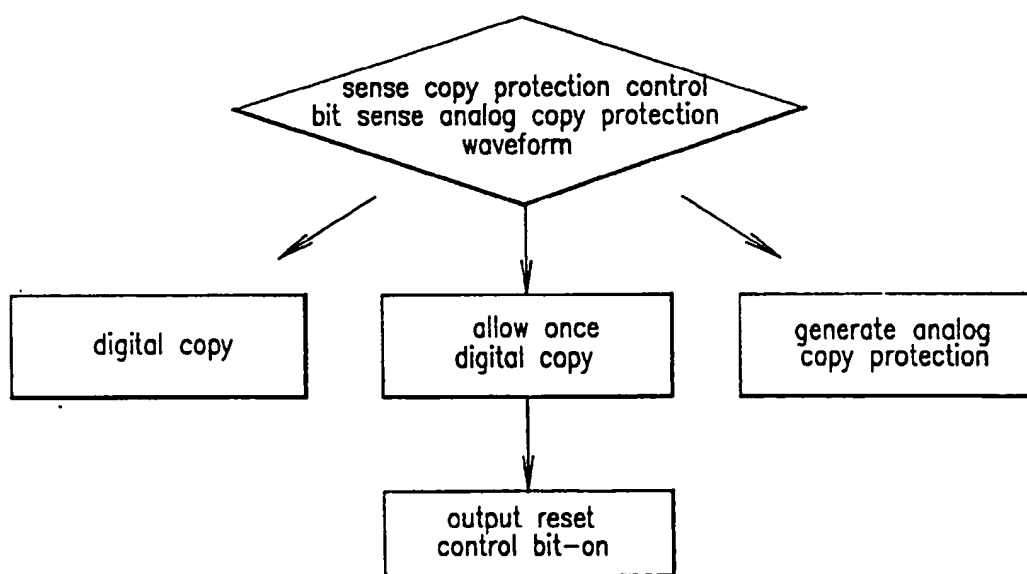 sense copy protection control
bit sense analog copy protection
waveform
digital copy
allow once
digital copy
generate analog
copy protection
output reset
control bit-on